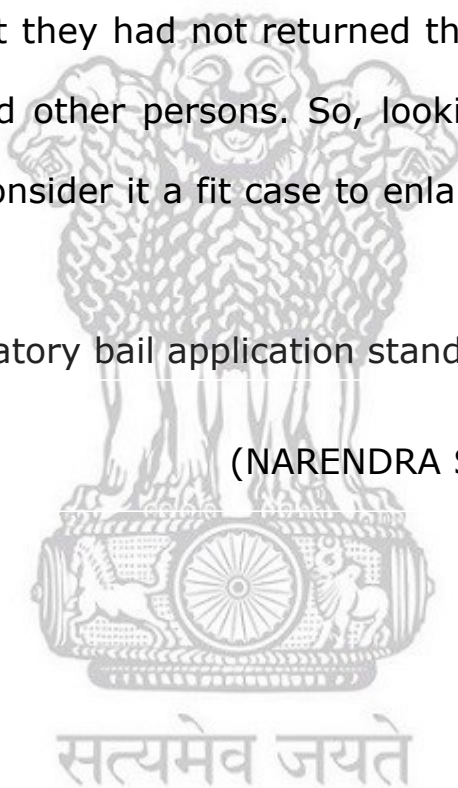 t they had not returned th
d other persons. So, looki
onsider it a fit case to enla
atory bail application stand
(NARENDRA S
सत्यमेव जयते